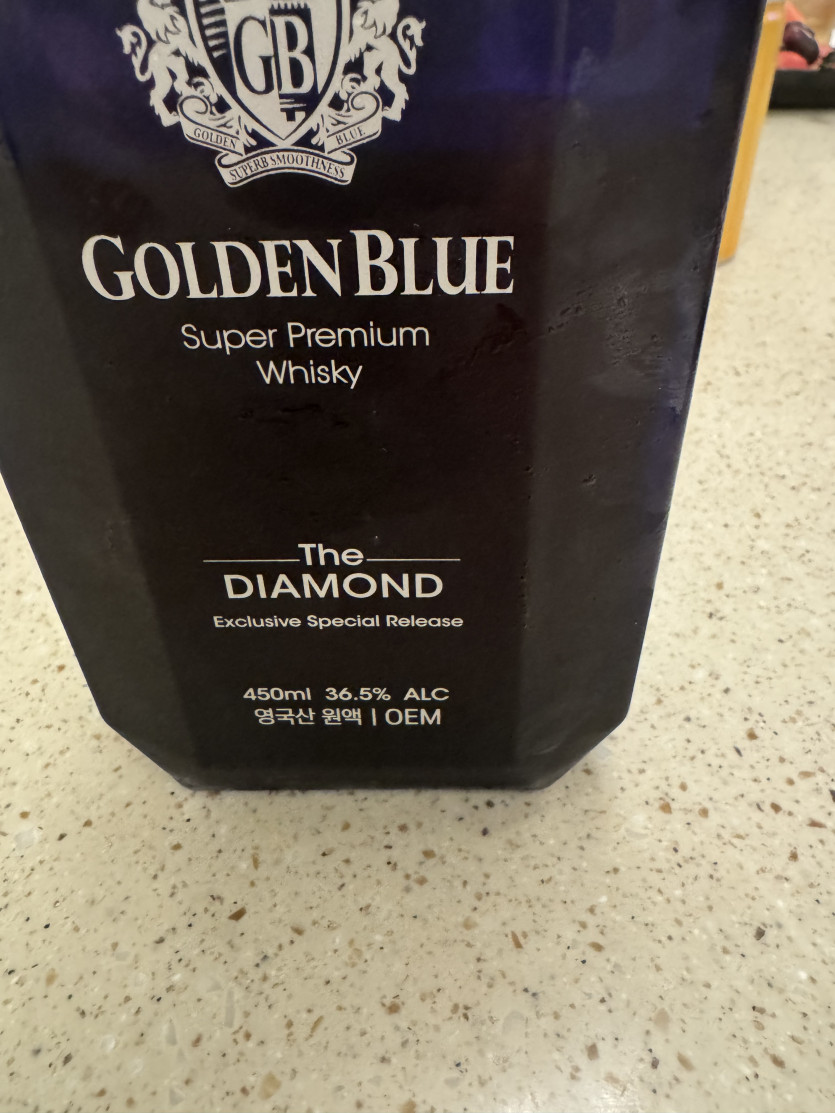 GB
GOLDEN BLUE
SUPERB SMOOTHNESS
GOLDEN BLUE
Super Premium
Whisky
The
DIAMOND
Exclusive Special Release
450ml 36.5% ALC
영국산 원액 | OEM